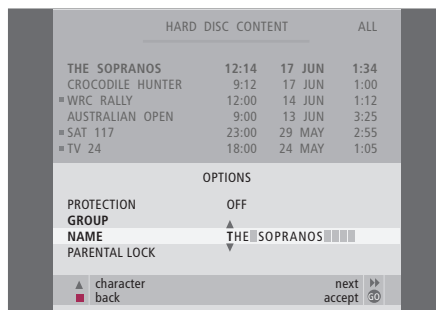 HARD DISC CONTENT ALL
THE SOPRANOS 12:14 17 JUN 1:34
CROCODILE HUNTER 9:12 17 JUN 1:00
WRC RALLY 12:00 14 JUN 1:12
AUSTRALIAN OPEN 9:00 13 JUN 3:25
SAT 117 23:00 29 MAY 2:55
TV 24 18:00 24 MAY 1:05
OPTIONS
PROTECTION OFF
GROUP
NAME THE SOPRANOS
PARENTAL LOCK
character next
back accept GO